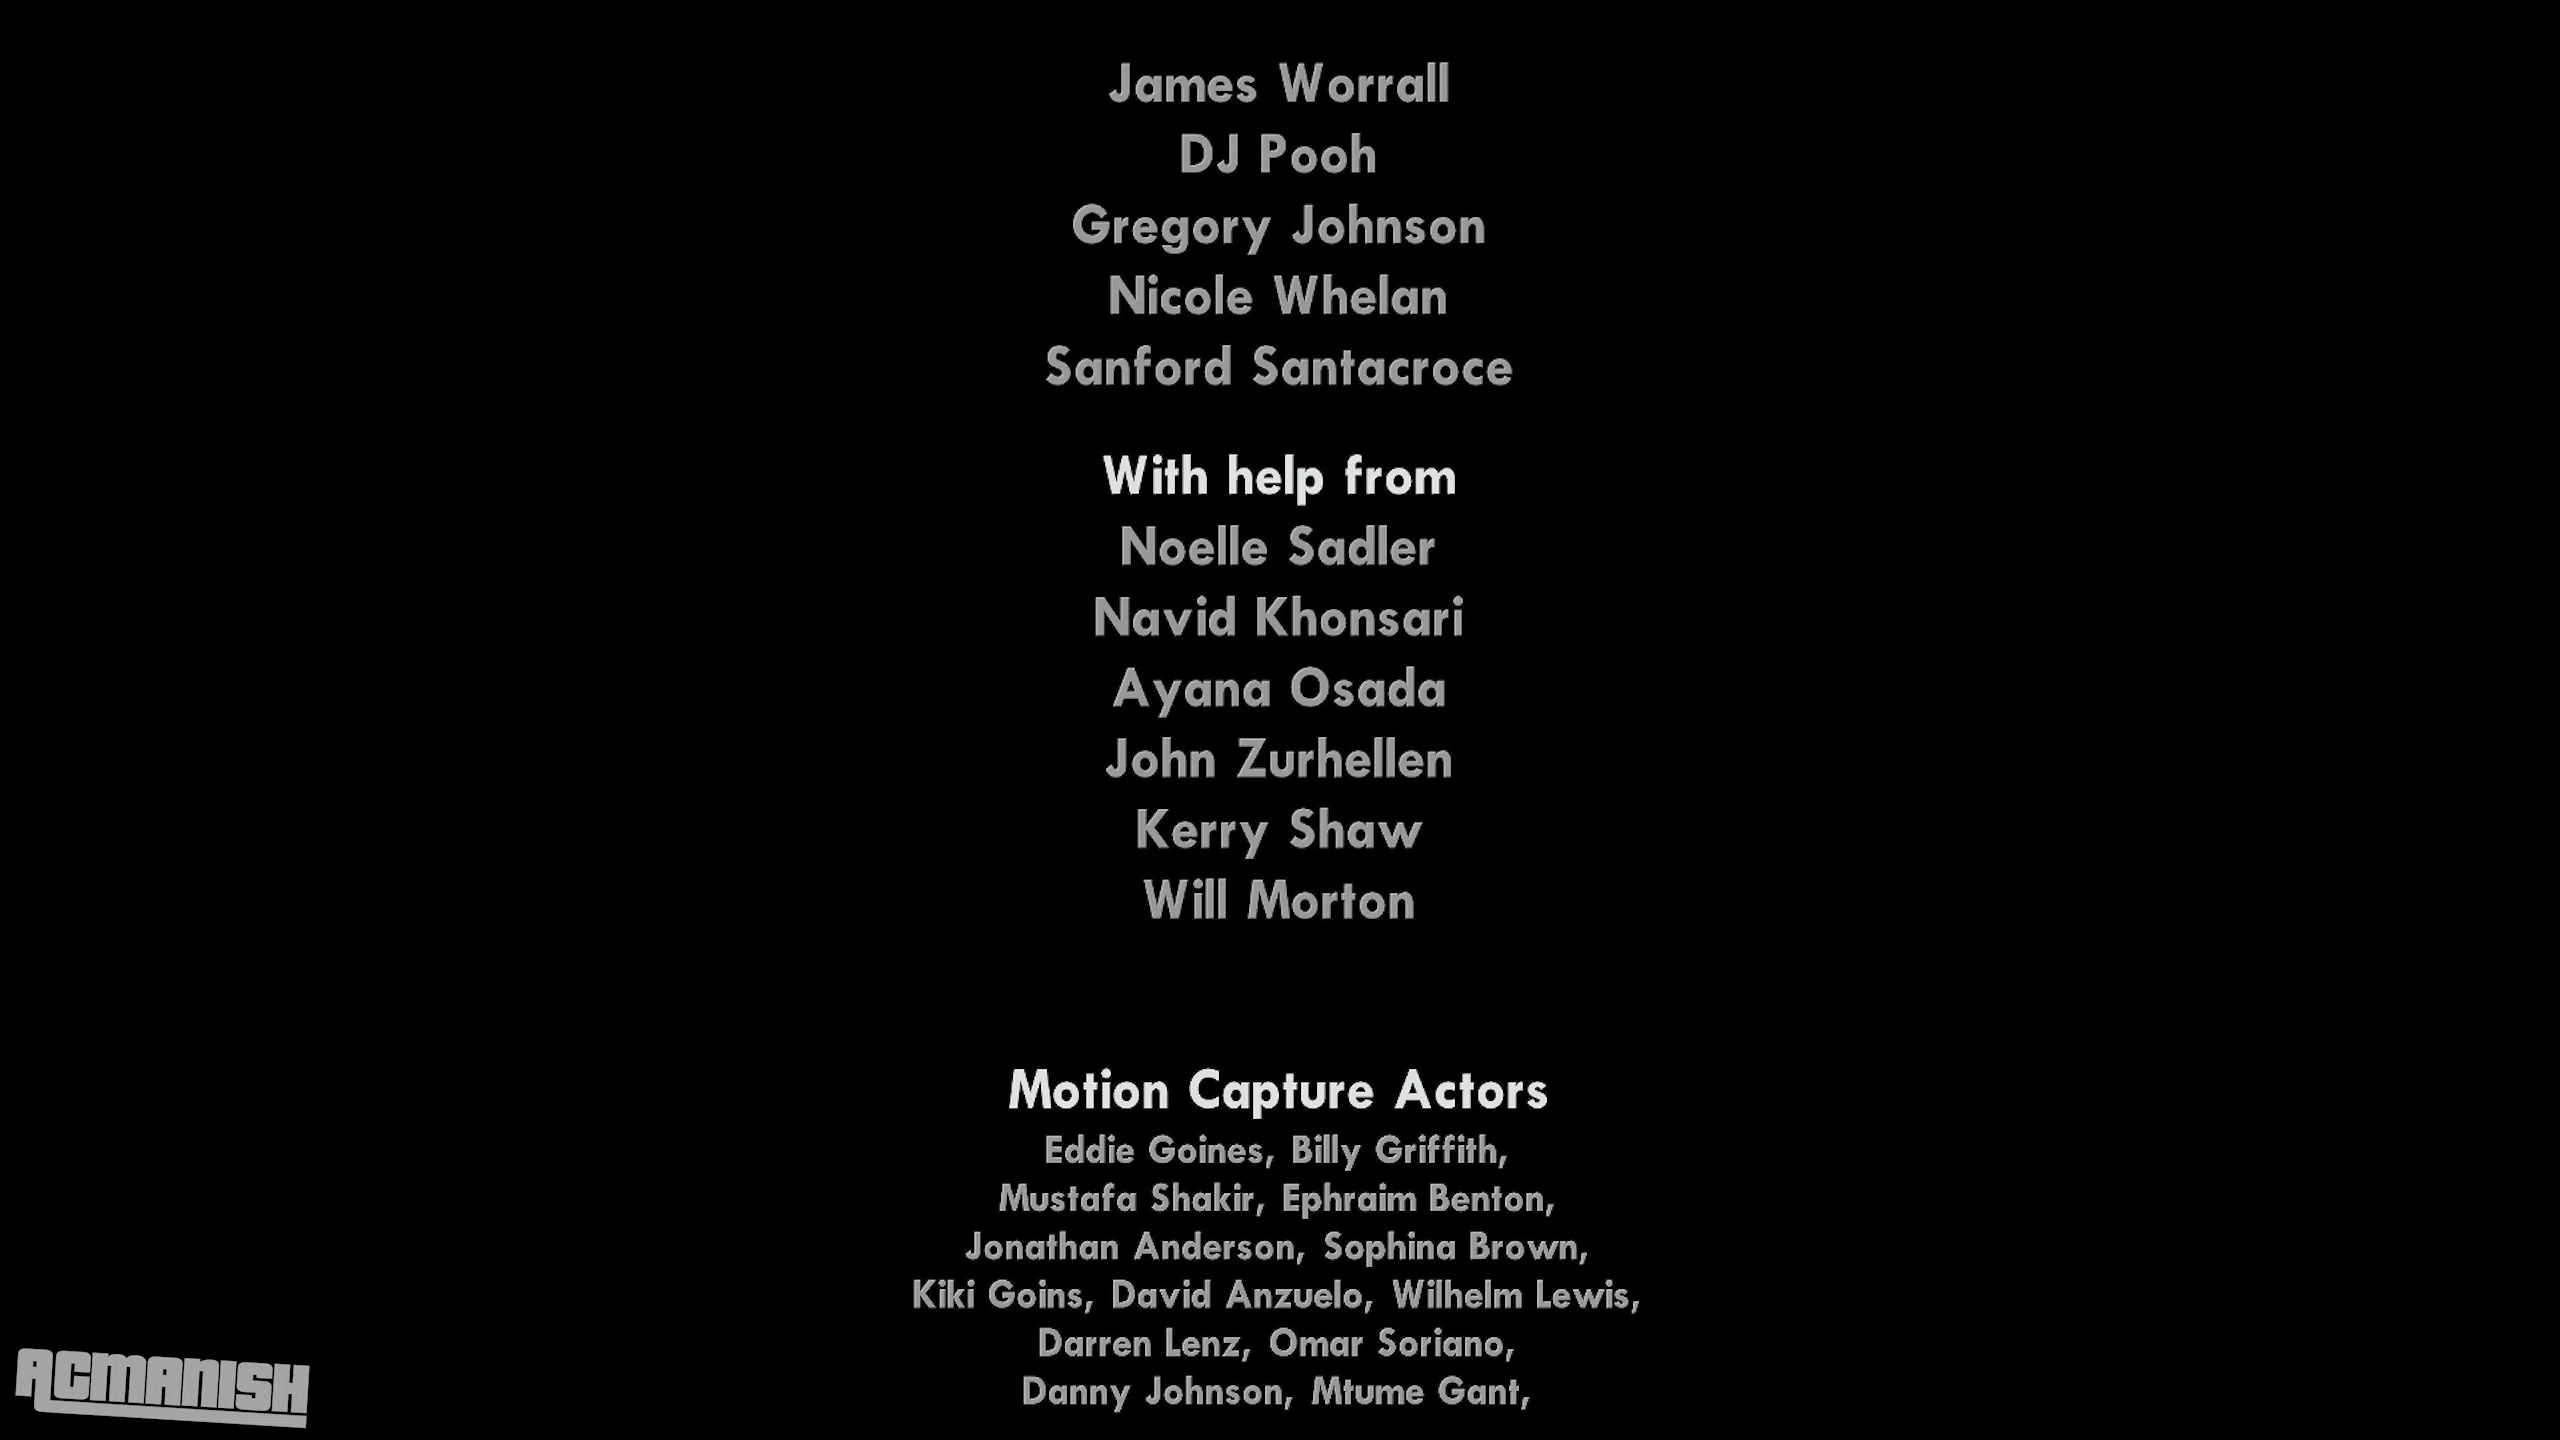 James Worrall
DJ Pooh
Gregory Johnson
Nicole Whelan
Sanford Santacroce
With help from
Noelle Sadler
Navid Khonsari
Ayana Osada
John Zurhellen
Kerry Shaw
Will Morton
Motion Capture Actors
Eddie Goines, Billy Griffith,
Mustafa Shakir, Ephraim Benton,
Jonathan Anderson, Sophina Brown,
Kiki Goins, David Anzuelo, Wilhelm Lewis,
Darren Lenz, Omar Soriano,
Danny Johnson, Mtume Gant,
ACMANISH